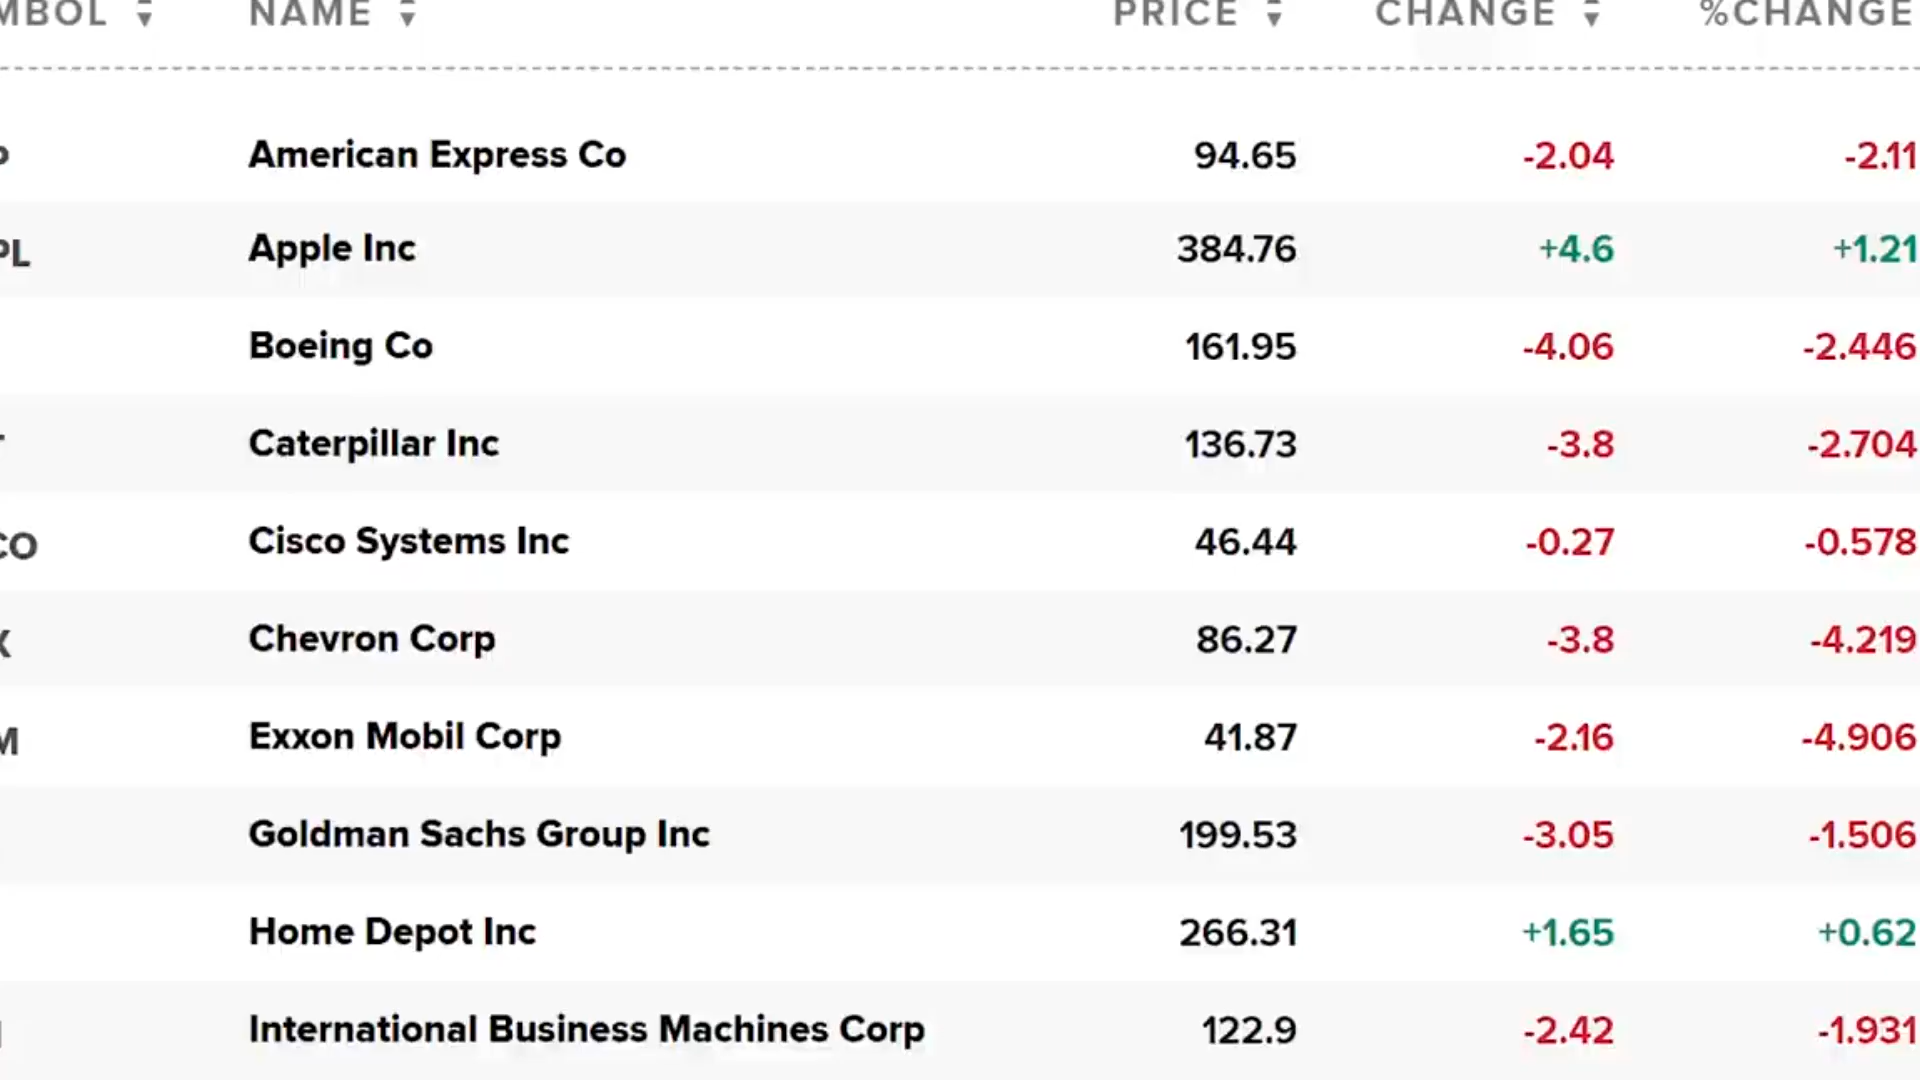 MBOL NAME PRICE CHANGE %CHANGE
P American Express Co 94.65 -2.04 -2.11
PL Apple Inc 384.76 +4.6 +1.21
Boeing Co 161.95 -4.06 -2.446
Caterpillar Inc 136.73 -3.8 -2.704
CO Cisco Systems Inc 46.44 -0.27 -0.578
X Chevron Corp 86.27 -3.8 -4.219
M Exxon Mobil Corp 41.87 -2.16 -4.906
Goldman Sachs Group Inc 199.53 -3.05 -1.506
Home Depot Inc 266.31 +1.65 +0.62
International Business Machines Corp 122.9 -2.42 -1.931